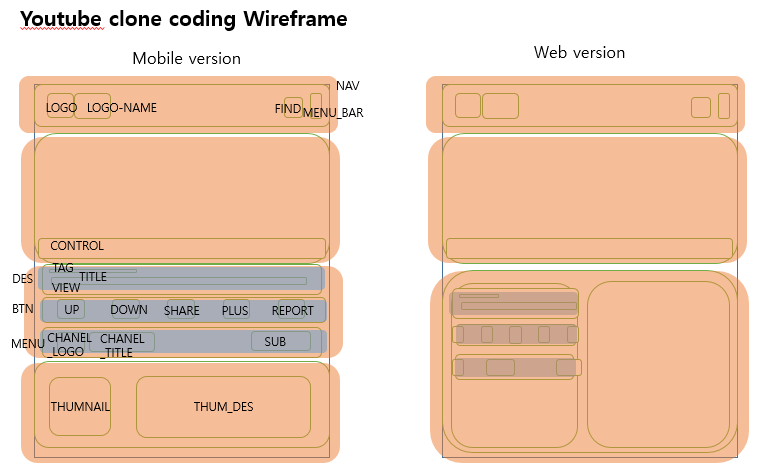 Youtube clone coding Wireframe
Mobile version
Web version
NAV
LOGO LOGO-NAME FIND MENU_BAR
CONTROL
DES
TAG
TITLE
VIEW
BTN UP DOWN SHARE PLUS REPORT
MENU
CHANEL
_LOGO
CHANEL
_TITLE
SUB
THUMNAIL THUM_DES